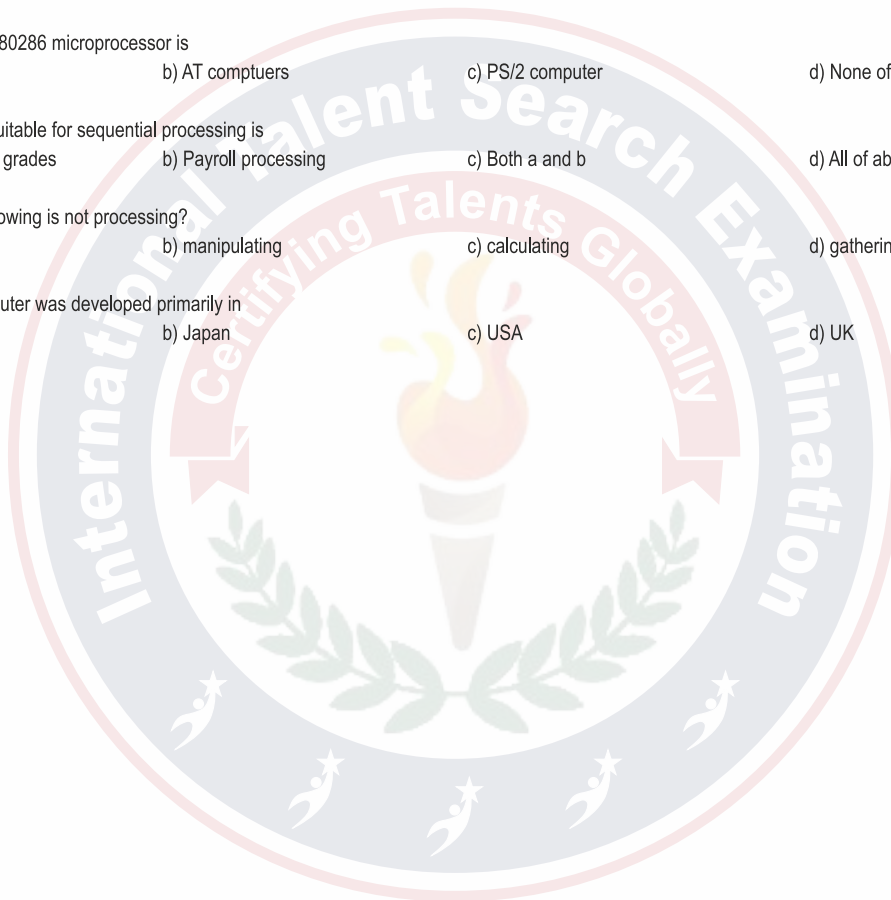 80286 microprocessor is
b) AT comptuers c) PS/2 computer d) None of
uitable for sequential processing is
grades b) Payroll processing c) Both a and b d) All of ab
owing is not processing?
b) manipulating c) calculating d) gatherin
uter was developed primarily in
b) Japan c) USA d) UK
International Talent Search Examination
Certifying Talents Globally